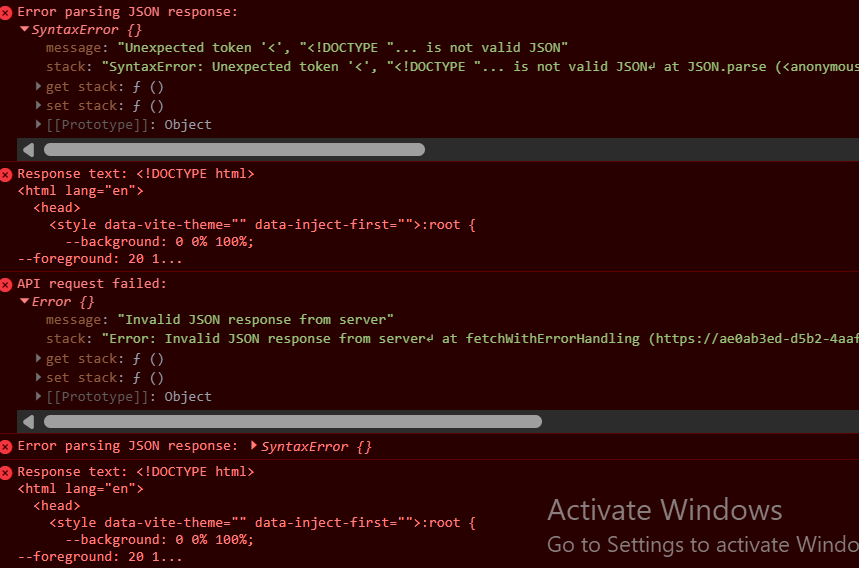 Error parsing JSON response:
SyntaxError {}
message: "Unexpected token '<', "<!DOCTYPE "... is not valid JSON"
stack: "SyntaxError: Unexpected token '<', "<!DOCTYPE "... is not valid JSON↵ at JSON.parse (<anonymous
get stack: ƒ ()
set stack: ƒ ()
[[Prototype]]: Object
Response text: <!DOCTYPE html>
<html lang="en">
<head>
<style data-vite-theme="" data-inject-first="">:root {
--background: 0 0% 100%;
--foreground: 20 1...
API request failed:
Error {}
message: "Invalid JSON response from server"
stack: "Error: Invalid JSON response from server↵ at fetchWithErrorHandling (https://ae0ab3ed-d5b2-4aaf
get stack: ƒ ()
set stack: ƒ ()
[[Prototype]]: Object
Error parsing JSON response: SyntaxError {}
Response text: <!DOCTYPE html>
<html lang="en">
<head>
<style data-vite-theme="" data-inject-first="">:root {
--background: 0 0% 100%;
--foreground: 20 1...
Activate Windows
Go to Settings to activate Windo